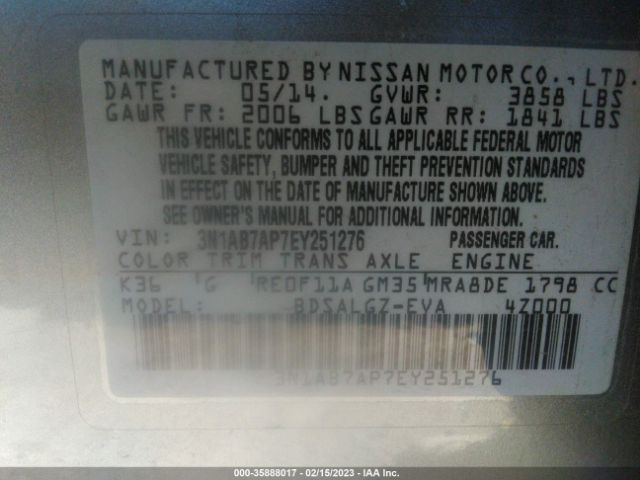 MANUFACTURED BY NISSAN MOTOR CO., LTD.
DATE: 05/14. GVWR: 3858 LBS
GAWR FR: 2006 LBS GAWR RR: 1841 LBS
THIS VEHICLE CONFORMS TO ALL APPLICABLE FEDERAL MOTOR
VEHICLE SAFETY, BUMPER AND THEFT PREVENTION STANDARDS
IN EFFECT ON THE DATE OF MANUFACTURE SHOWN ABOVE.
SEE OWNER'S MANUAL FOR ADDITIONAL INFORMATION.
VIN: 3N1AB7AP7EY251276 PASSENGER CAR.
COLOR TRIM TRANS AXLE ENGINE
K36 G RE0F11A GM35 MRA8DE 1798 CC
MODEL: BDSALGZ-EVA 4Z000
3N1AB7AP7EY251276
000-35888017 - 02/15/2023 - IAA Inc.